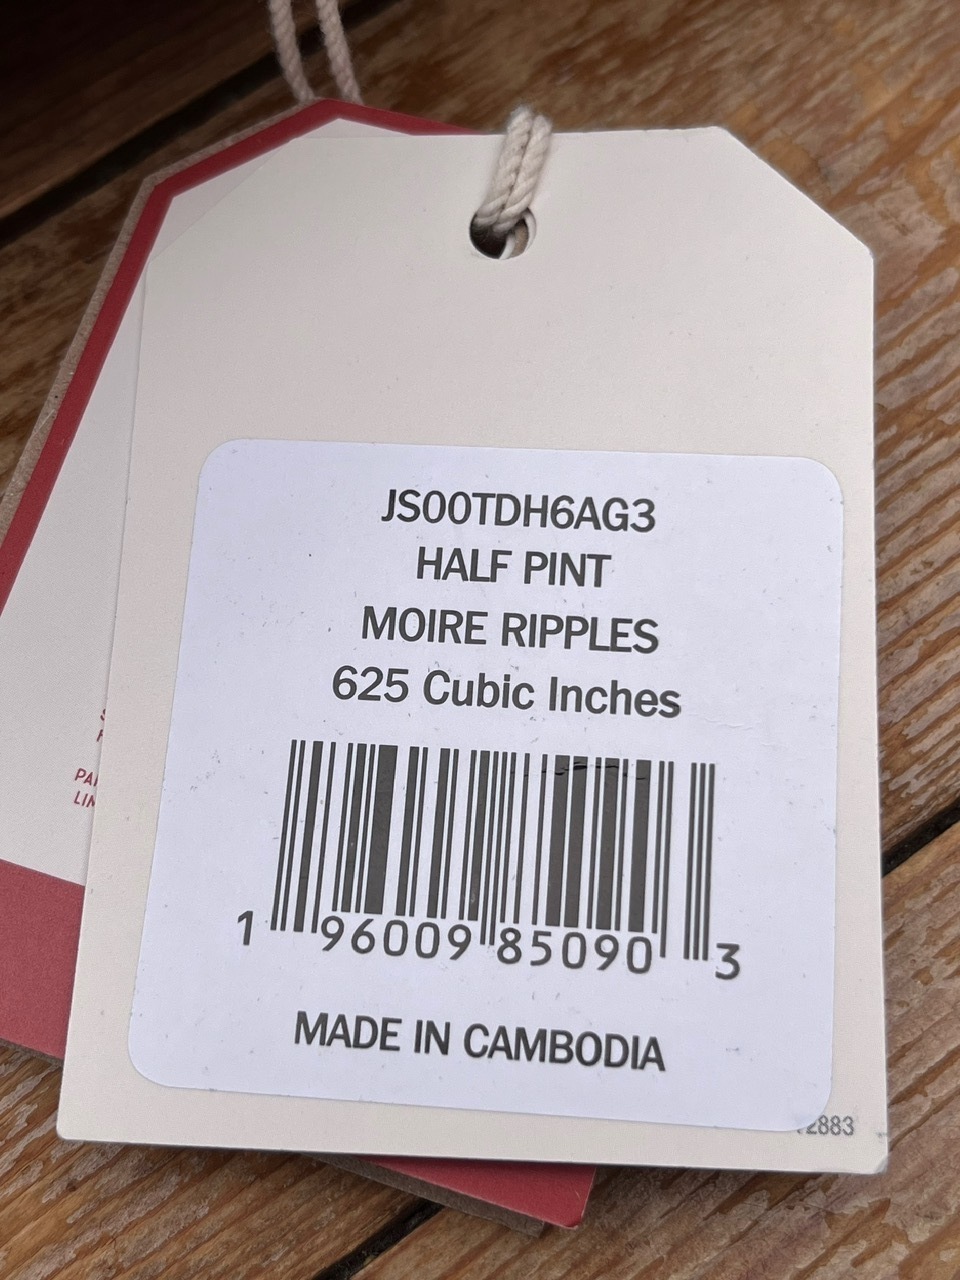 JS00TDH6AG3
HALF PINT
MOIRE RIPPLES
625 Cubic Inches
1 96009 85090 3
MADE IN CAMBODIA
2883